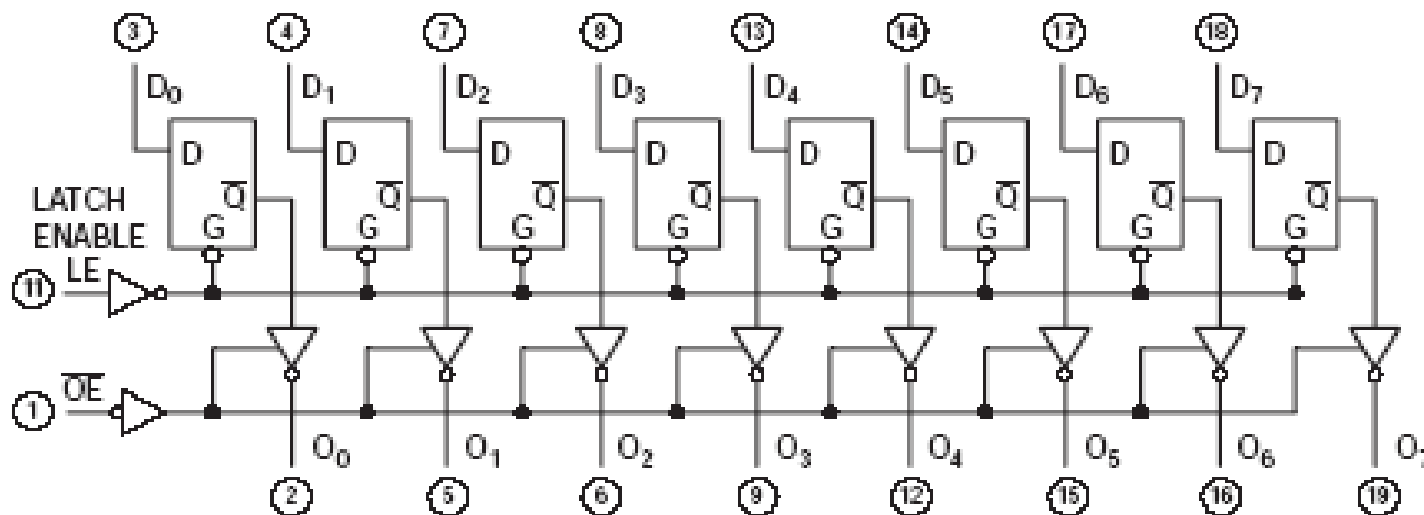 3 4 7 8 13 14 17 18
D0 D1 D2 D3 D4 D5 D6 D7
D D D D D D D D
Q̅ Q̅ Q̅ Q̅ Q̅ Q̅ Q̅ Q̅
LATCH
ENABLE
G G G G G G G G
LE
11
O̅E̅
1
O0 O1 O2 O3 O4 O5 O6 O7
2 5 6 9 12 15 16 19